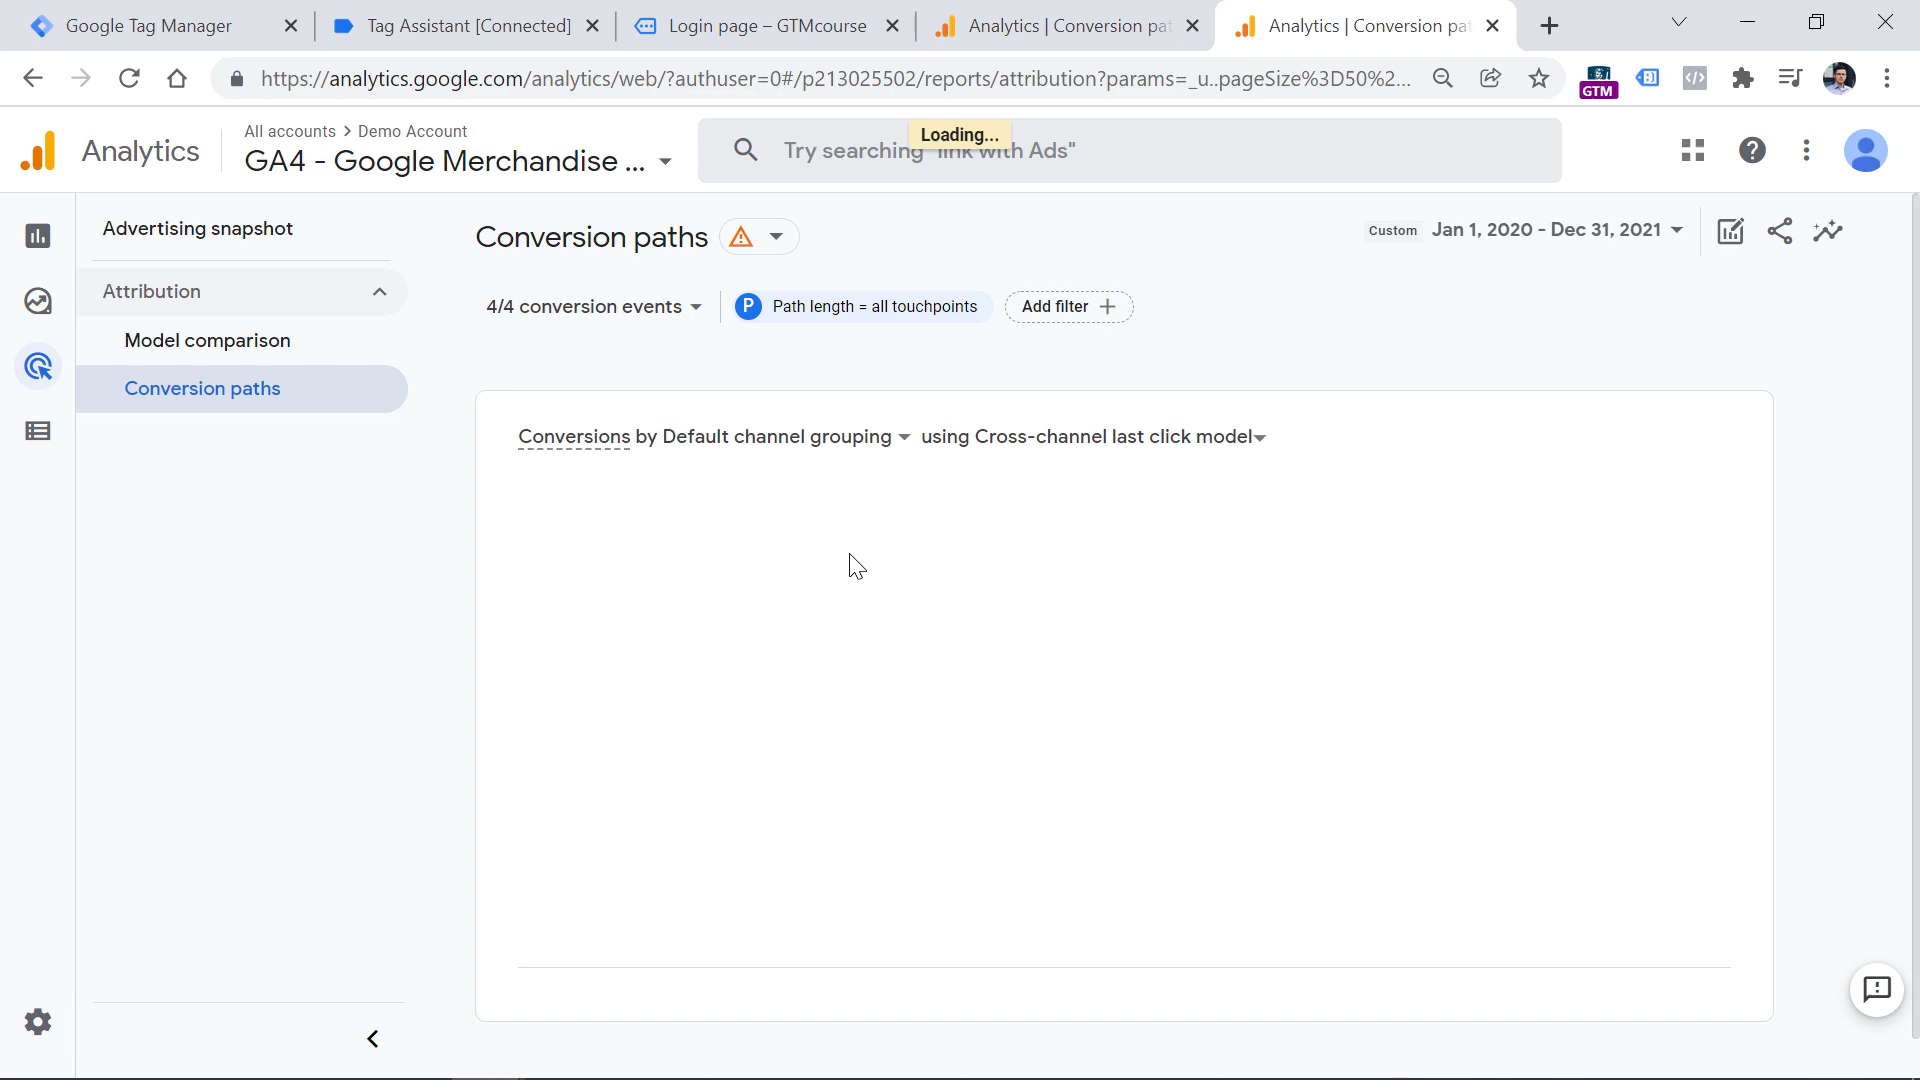 Google Tag Manager
Tag Assistant [Connected]
Login page – GTMcourse
Analytics | Conversion pat
Analytics | Conversion pat
https://analytics.google.com/analytics/web/?authuser=0#/p213025502/reports/attribution?params=_u..pageSize%3D50%2...
GTM
Analytics
All accounts > Demo Account
GA4 - Google Merchandise ...
Try searching "link with Ads"
Loading...
Advertising snapshot
Attribution
Model comparison
Conversion paths
Conversion paths
Custom Jan 1, 2020 - Dec 31, 2021
4/4 conversion events
P Path length = all touchpoints
Add filter +
Conversions by Default channel grouping using Cross-channel last click model